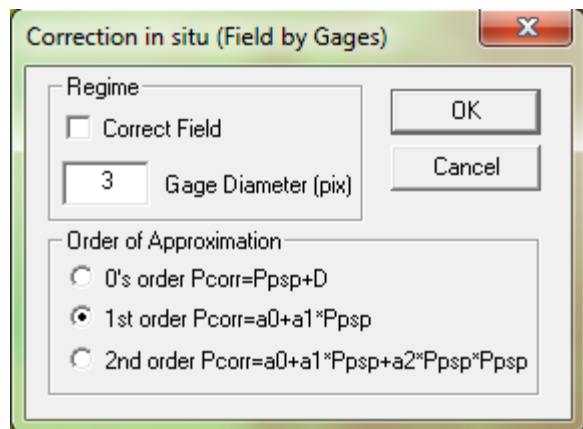 Correction in situ (Field by Gages)
Regime
Correct Field
3 Gage Diameter (pix)
OK
Cancel
Order of Approximation
0's order Pcorr=Ppsp+D
1st order Pcorr=a0+a1*Ppsp
2nd order Pcorr=a0+a1*Ppsp+a2*Ppsp*Ppsp